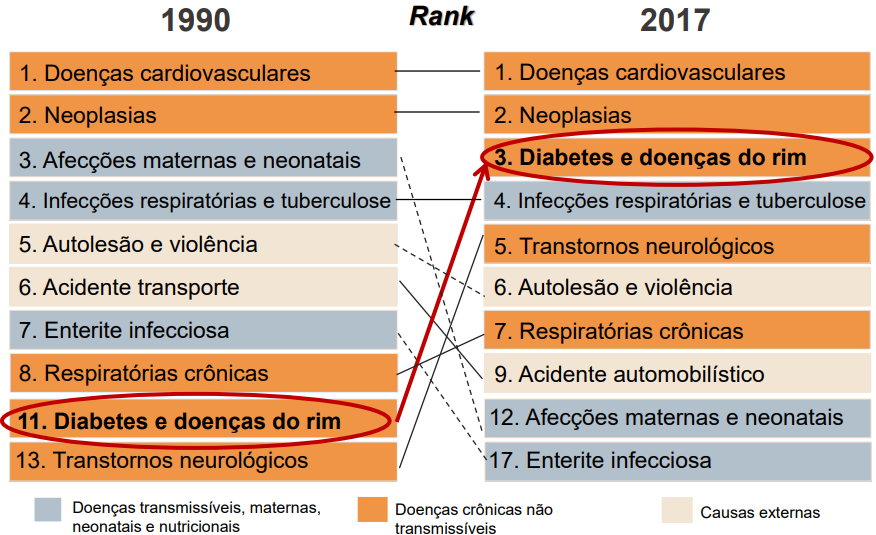 1990
Rank
2017
1. Doenças cardiovasculares
2. Neoplasias
3. Afecções maternas e neonatais
4. Infecções respiratórias e tuberculose
5. Autolesão e violência
6. Acidente transporte
7. Enterite infecciosa
8. Respiratórias crônicas
11. Diabetes e doenças do rim
13. Transtornos neurológicos
1. Doenças cardiovasculares
2. Neoplasias
3. Diabetes e doenças do rim
4. Infecções respiratórias e tuberculose
5. Transtornos neurológicos
6. Autolesão e violência
7. Respiratórias crônicas
9. Acidente automobilístico
12. Afecções maternas e neonatais
17. Enterite infecciosa
Doenças transmissíveis, maternas,
neonatais e nutricionais
Doenças crônicas não
transmissíveis
Causas externas